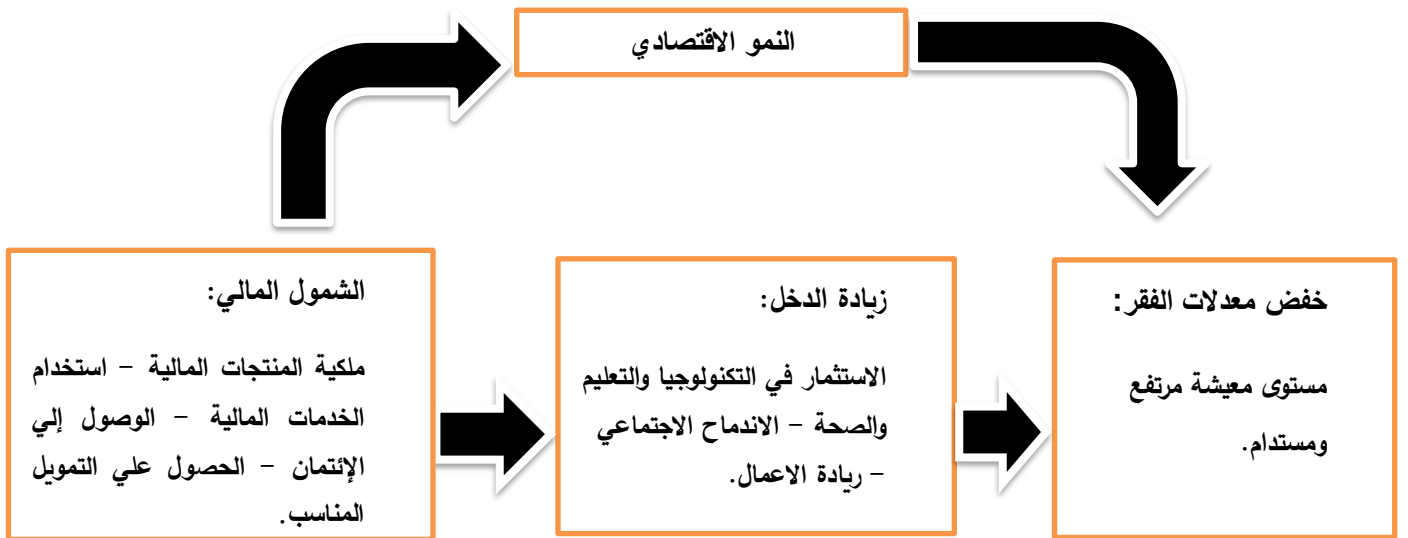 النمو الاقتصادي
الشمول المالي:
ملكية المنتجات المالية – استخدام
الخدمات المالية – الوصول إلي
الإئتمان – الحصول علي التمويل
المناسب.
زيادة الدخل:
الاستثمار في التكنولوجيا والتعليم
والصحة – الاندماح الاجتماعي
– ريادة الاعمال.
خفض معدلات الفقر:
مستوى معيشة مرتفع
ومستدام.